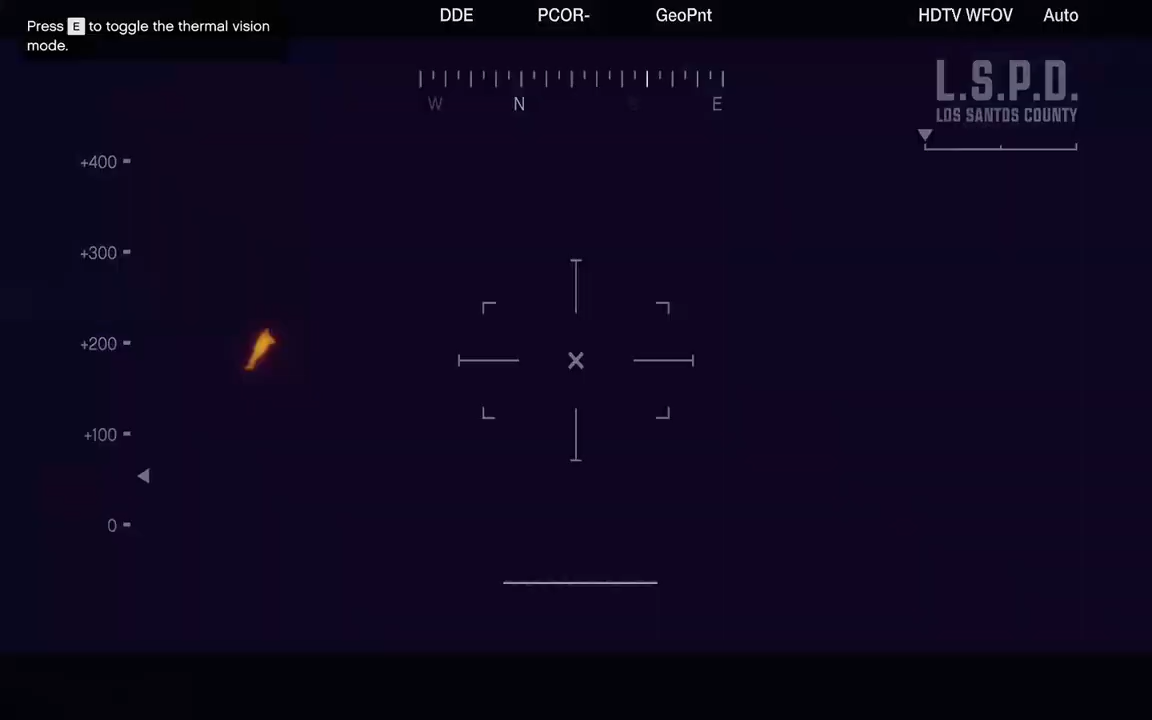 Press E to toggle the thermal vision
mode.
DDE PCOR- GeoPnt HDTV WFOV Auto
L.S.P.D.
LOS SANTOS COUNTY
W N E
+400
+300
+200
+100
0